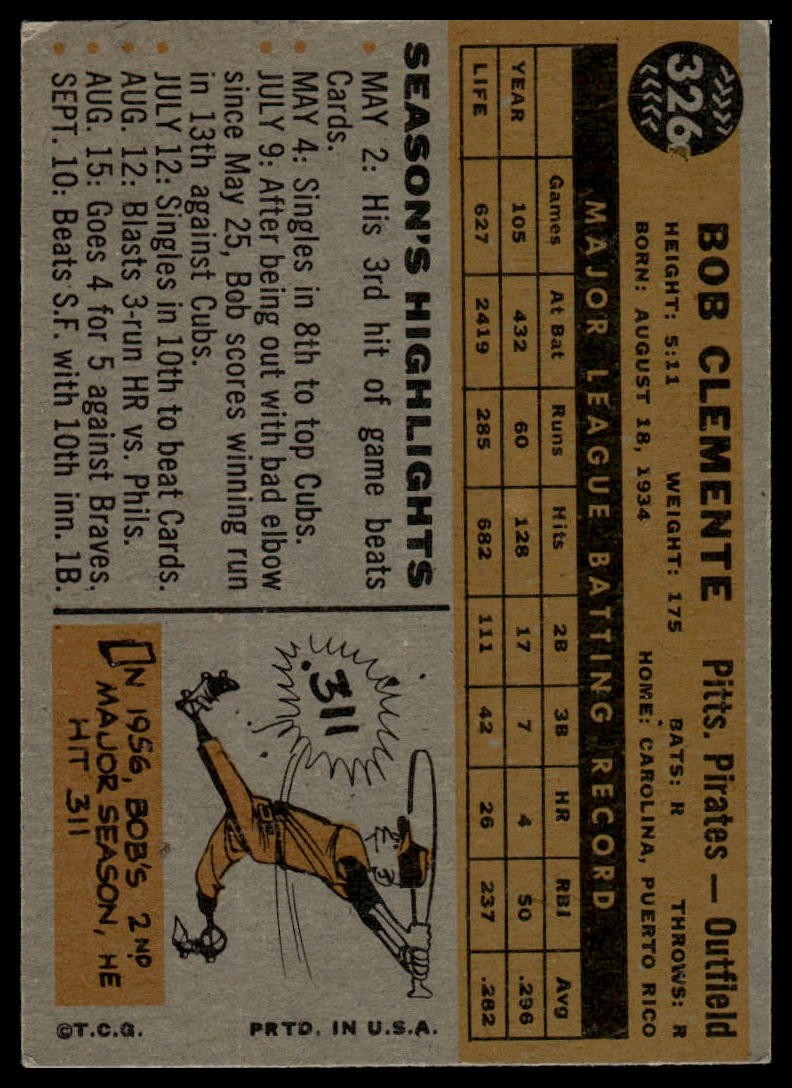 326
BOB CLEMENTE Pitts. Pirates — Outfield
HEIGHT: 5:11 WEIGHT: 175 BATS: R THROWS: R
BORN: AUGUST 18, 1934 HOME: CAROLINA, PUERTO RICO
MAJOR LEAGUE BATTING RECORD
Games At Bat Runs Hits 2B 3B HR RBI Avg
YEAR 105 432 60 128 17 7 4 50 .296
LIFE 627 2419 285 682 111 42 26 237 .282
SEASON'S HIGHLIGHTS
• MAY 2: His 3rd hit of game beats
Cards.
• MAY 4: Singles in 8th to top Cubs.
• JULY 9: After being out with bad elbow
since May 25, Bob scores winning run
in 13th against Cubs.
• JULY 12: Singles in 10th to beat Cards.
• AUG. 12: Blasts 3-run HR vs. Phils.
• AUG. 15: Goes 4 for 5 against Braves.
• SEPT. 10: Beats S.F. with 10th inn. 1B.
.311
IN 1956, BOB'S 2ND
MAJOR SEASON, HE
HIT 311
PRTD. IN U.S.A.
©T.C.G.